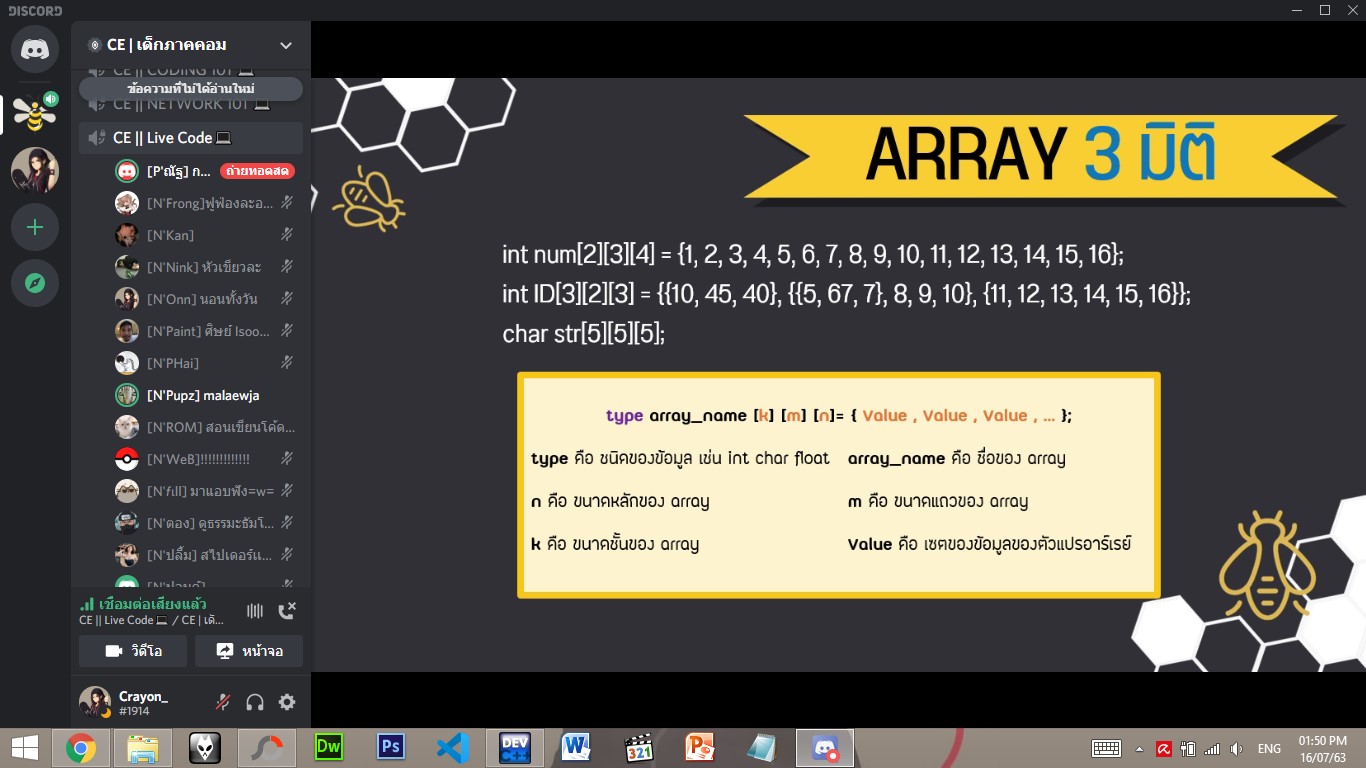 DISCORD
CE | เด็กภาคคอม
CE || CODING 101
ข้อความที่ไม่ได้อ่านใหม่
CE || NETWORK 101
CE || Live Code
[P'ณัฐ] ก... ถ่ายทอดสด
[N'Frong]ฟูฟ่องละอ...
[N'Kan]
[N'Nink] หัวเขียวละ
[N'Onn] นอนทั้งวัน
[N'Paint] ศิษย์ Isoo...
[N'PHai]
[N'Pupz] malaewja
[N'ROM] สอนเขียนโค้ด...
[N'WeB]!!!!!!!!!!!!!
[N'fill] มาแอบฟัง=w=
[N'ตอง] ดูธรรมะธัมโ...
[N'ปลื้ม] สไปเดอร์แ...
เชื่อมต่อเสียงแล้ว
CE || Live Code / CE | เด็...
วิดีโอ
หน้าจอ
Crayon_
#1914
ARRAY 3 มิติ
int num[2][3][4] = {1, 2, 3, 4, 5, 6, 7, 8, 9, 10, 11, 12, 13, 14, 15, 16};
int ID[3][2][3] = {{10, 45, 40}, {{5, 67, 7}, 8, 9, 10}, {11, 12, 13, 14, 15, 16}};
char str[5][5][5];
type array_name [k] [m] [n]= { Value , Value , Value , ... };
type คือ ชนิดของข้อมูล เช่น int char float array_name คือ ชื่อของ array
n คือ ขนาดหลักของ array m คือ ขนาดแถวของ array
k คือ ขนาดชั้นของ array Value คือ เซตของข้อมูลของตัวแปรอาร์เรย์
Dw
Ps
DEV
C++
W
321
P
ENG
01:50 PM
16/07/63